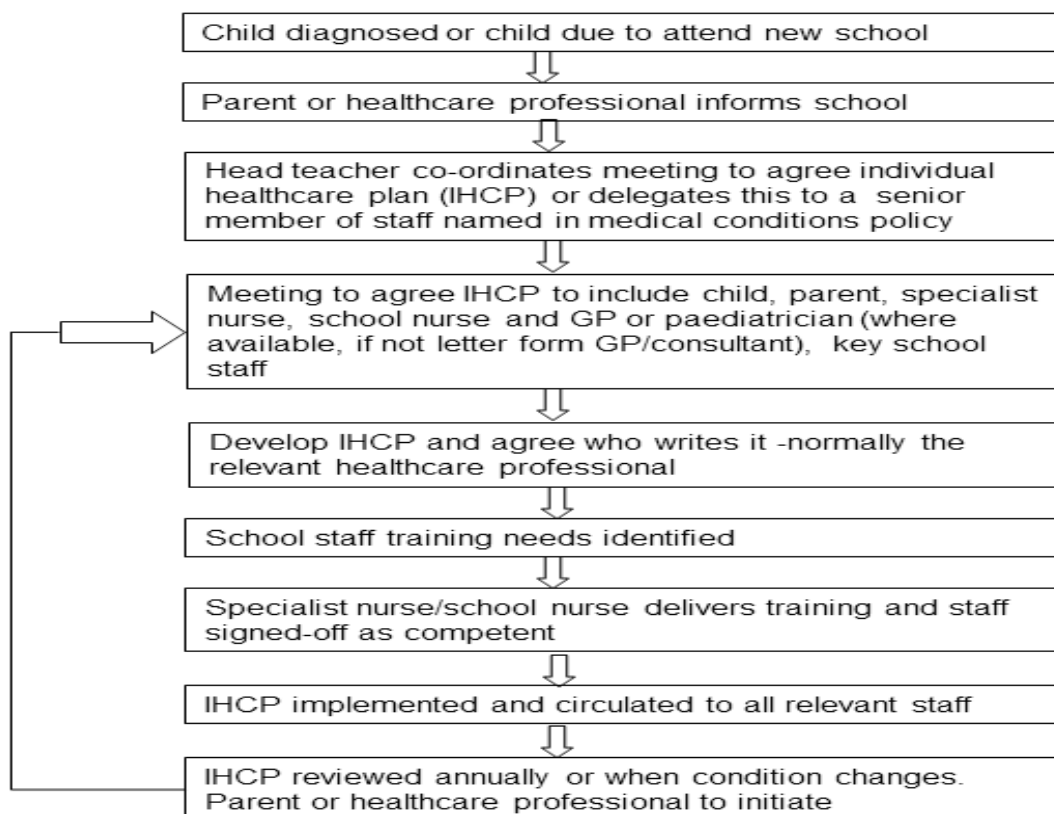 Child diagnosed or child due to attend new school
Parent or healthcare professional informs school
Head teacher co-ordinates meeting to agree individual
healthcare plan (IHCP) or delegates this to a senior
member of staff named in medical conditions policy
Meeting to agree IHCP to include child, parent, specialist
nurse, school nurse and GP or paediatrician (where
available, if not letter form GP/consultant), key school
staff
Develop IHCP and agree who writes it -normally the
relevant healthcare professional
School staff training needs identified
Specialist nurse/school nurse delivers training and staff
signed-off as competent
IHCP implemented and circulated to all relevant staff
IHCP reviewed annually or when condition changes.
Parent or healthcare professional to initiate